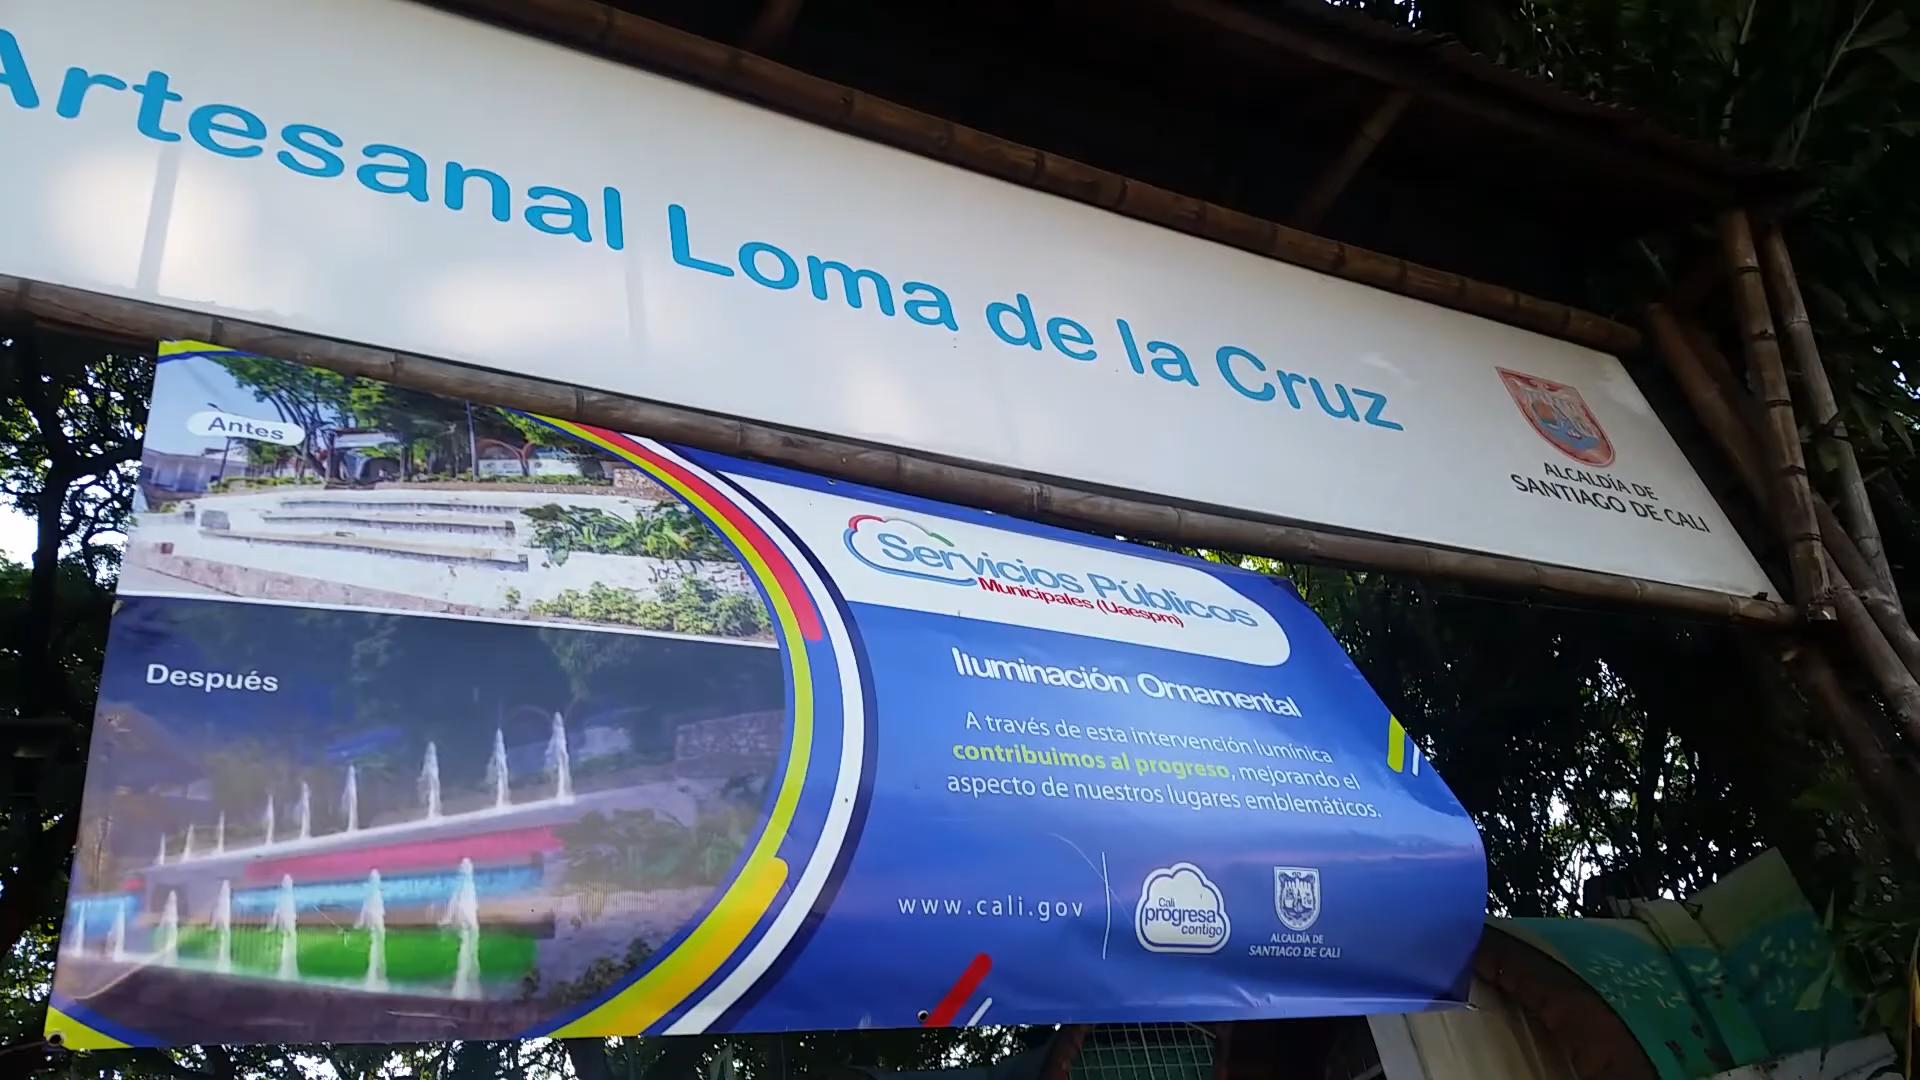 Artesanal Loma de la Cruz
ALCALDÍA DE
SANTIAGO DE CALI
Antes
Después
Servicios Públicos
Municipales (Uaespm)
Iluminación Ornamental
A través de esta intervención lumínica
contribuimos al progreso, mejorando el
aspecto de nuestros lugares emblemáticos.
www.cali.gov
Cali
progresa
contigo
ALCALDÍA DE
SANTIAGO DE CALI